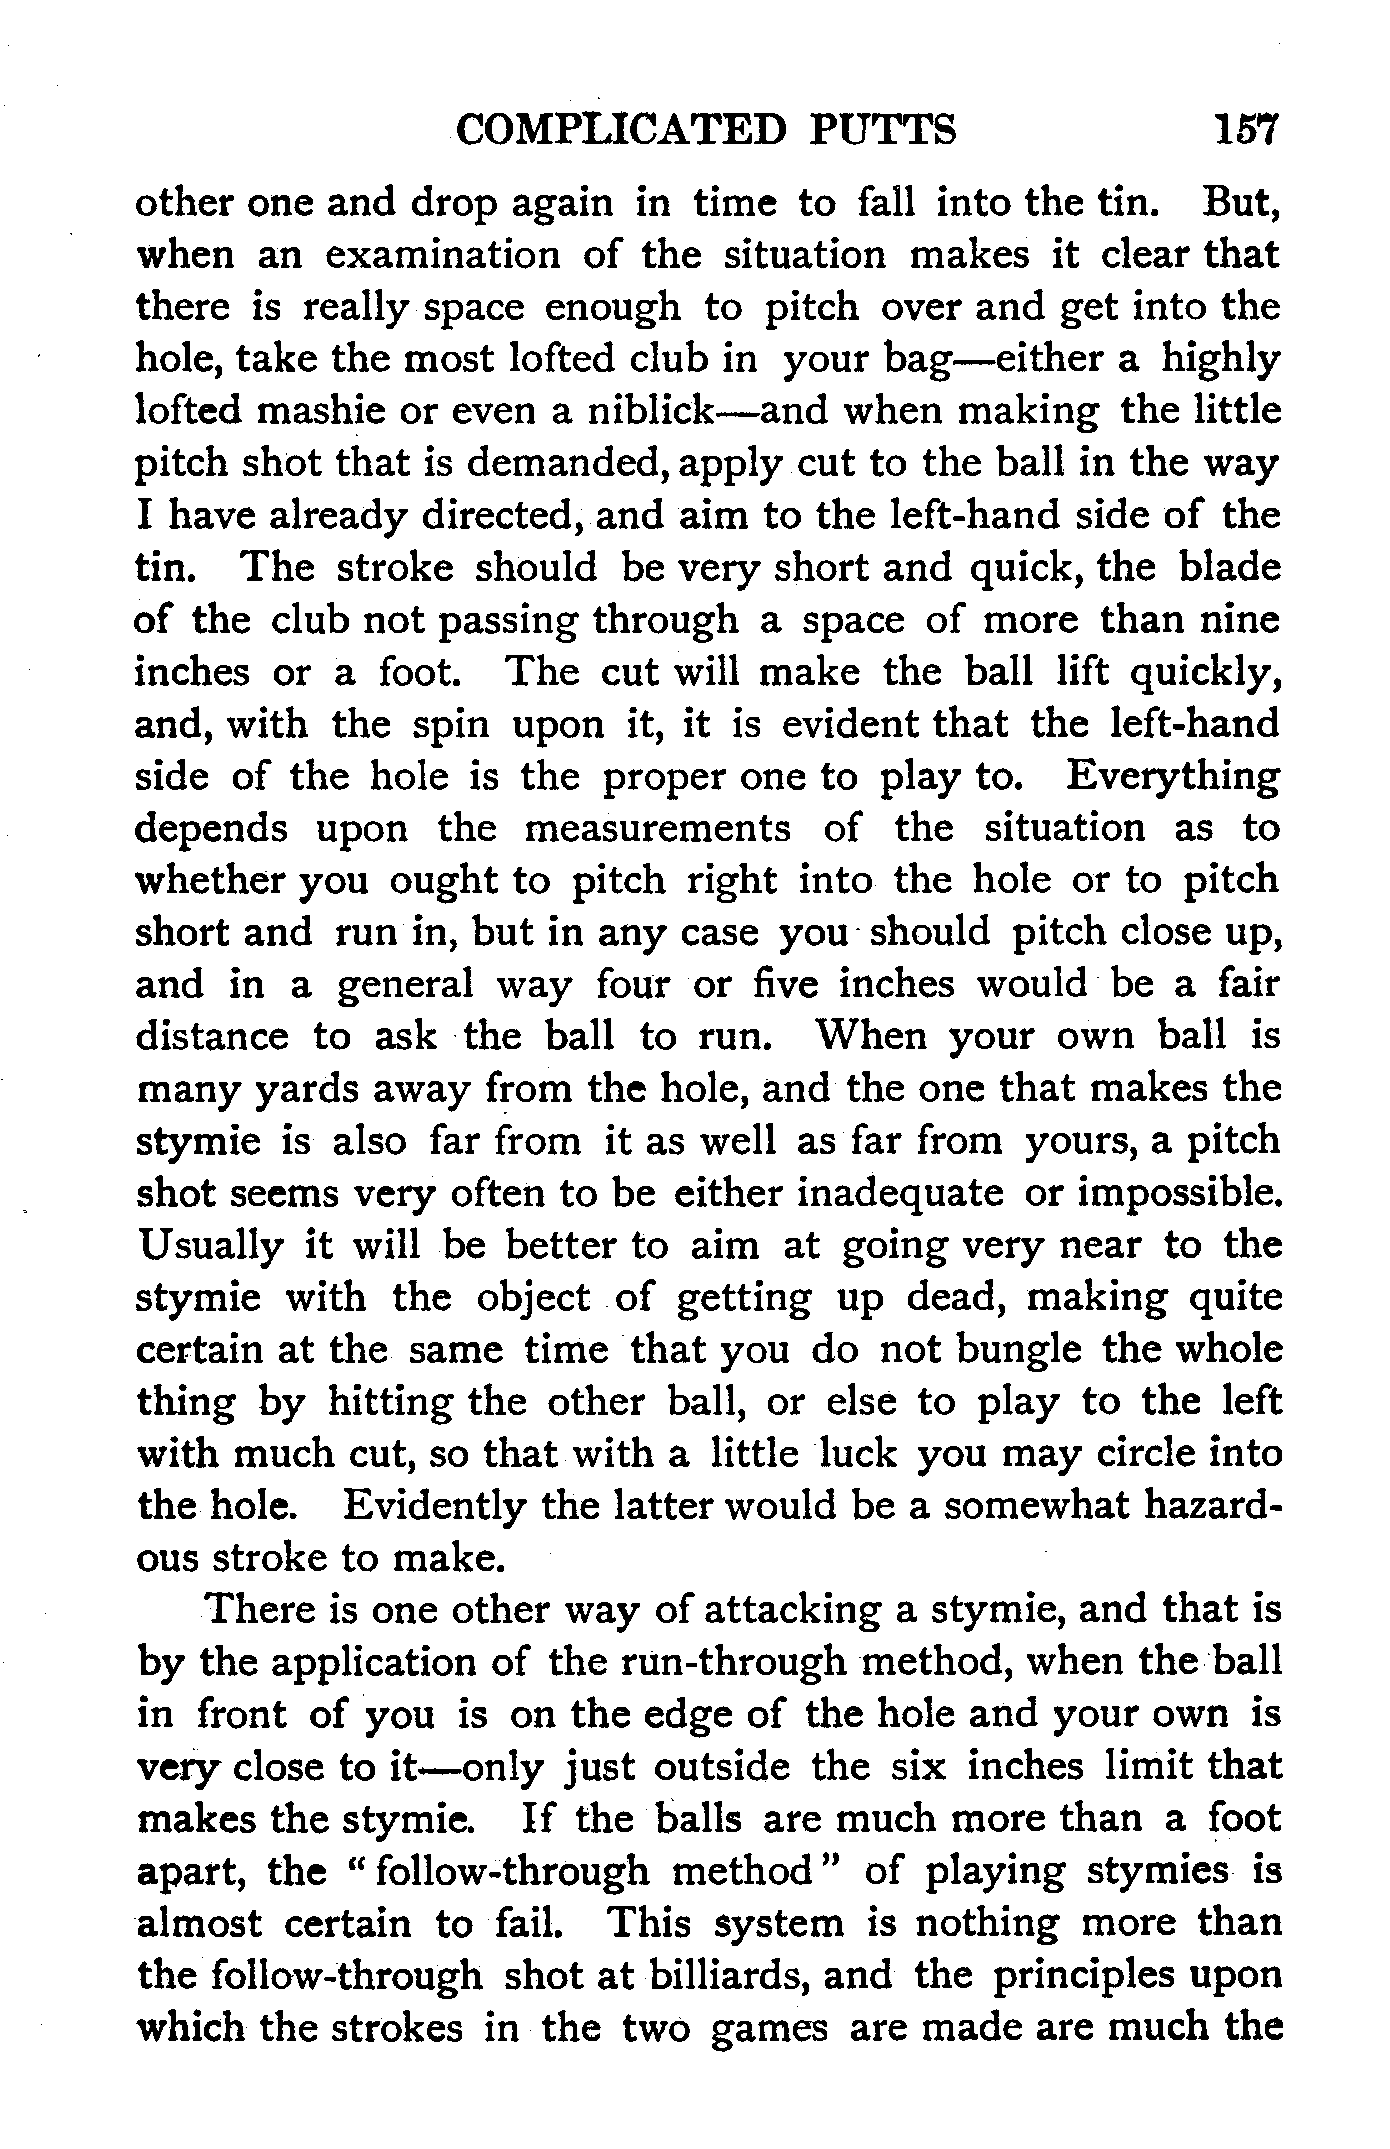 COMPLICATED PUTTS 157
other one and drop again in time to fall into the tin. But,
when an examination of the situation makes it clear that
there is really space enough to pitch over and get into the
hole, take the most lofted club in your bag—either a highly
lofted mashie or even a niblick—and when making the little
pitch shot that is demanded, apply cut to the ball in the way
I have already directed, and aim to the left-hand side of the
tin. The stroke should be very short and quick, the blade
of the club not passing through a space of more than nine
inches or a foot. The cut will make the ball lift quickly,
and, with the spin upon it, it is evident that the left-hand
side of the hole is the proper one to play to. Everything
depends upon the measurements of the situation as to
whether you ought to pitch right into the hole or to pitch
short and run in, but in any case you should pitch close up,
and in a general way four or five inches would be a fair
distance to ask the ball to run. When your own ball is
many yards away from the hole, and the one that makes the
stymie is also far from it as well as far from yours, a pitch
shot seems very often to be either inadequate or impossible.
Usually it will be better to aim at going very near to the
stymie with the object of getting up dead, making quite
certain at the same time that you do not bungle the whole
thing by hitting the other ball, or else to play to the left
with much cut, so that with a little luck you may circle into
the hole. Evidently the latter would be a somewhat hazard-
ous stroke to make.
There is one other way of attacking a stymie, and that is
by the application of the run-through method, when the ball
in front of you is on the edge of the hole and your own is
very close to it—only just outside the six inches limit that
makes the stymie. If the balls are much more than a foot
apart, the "follow-through method" of playing stymies is
almost certain to fail. This system is nothing more than
the follow-through shot at billiards, and the principles upon
which the strokes in the two games are made are much the